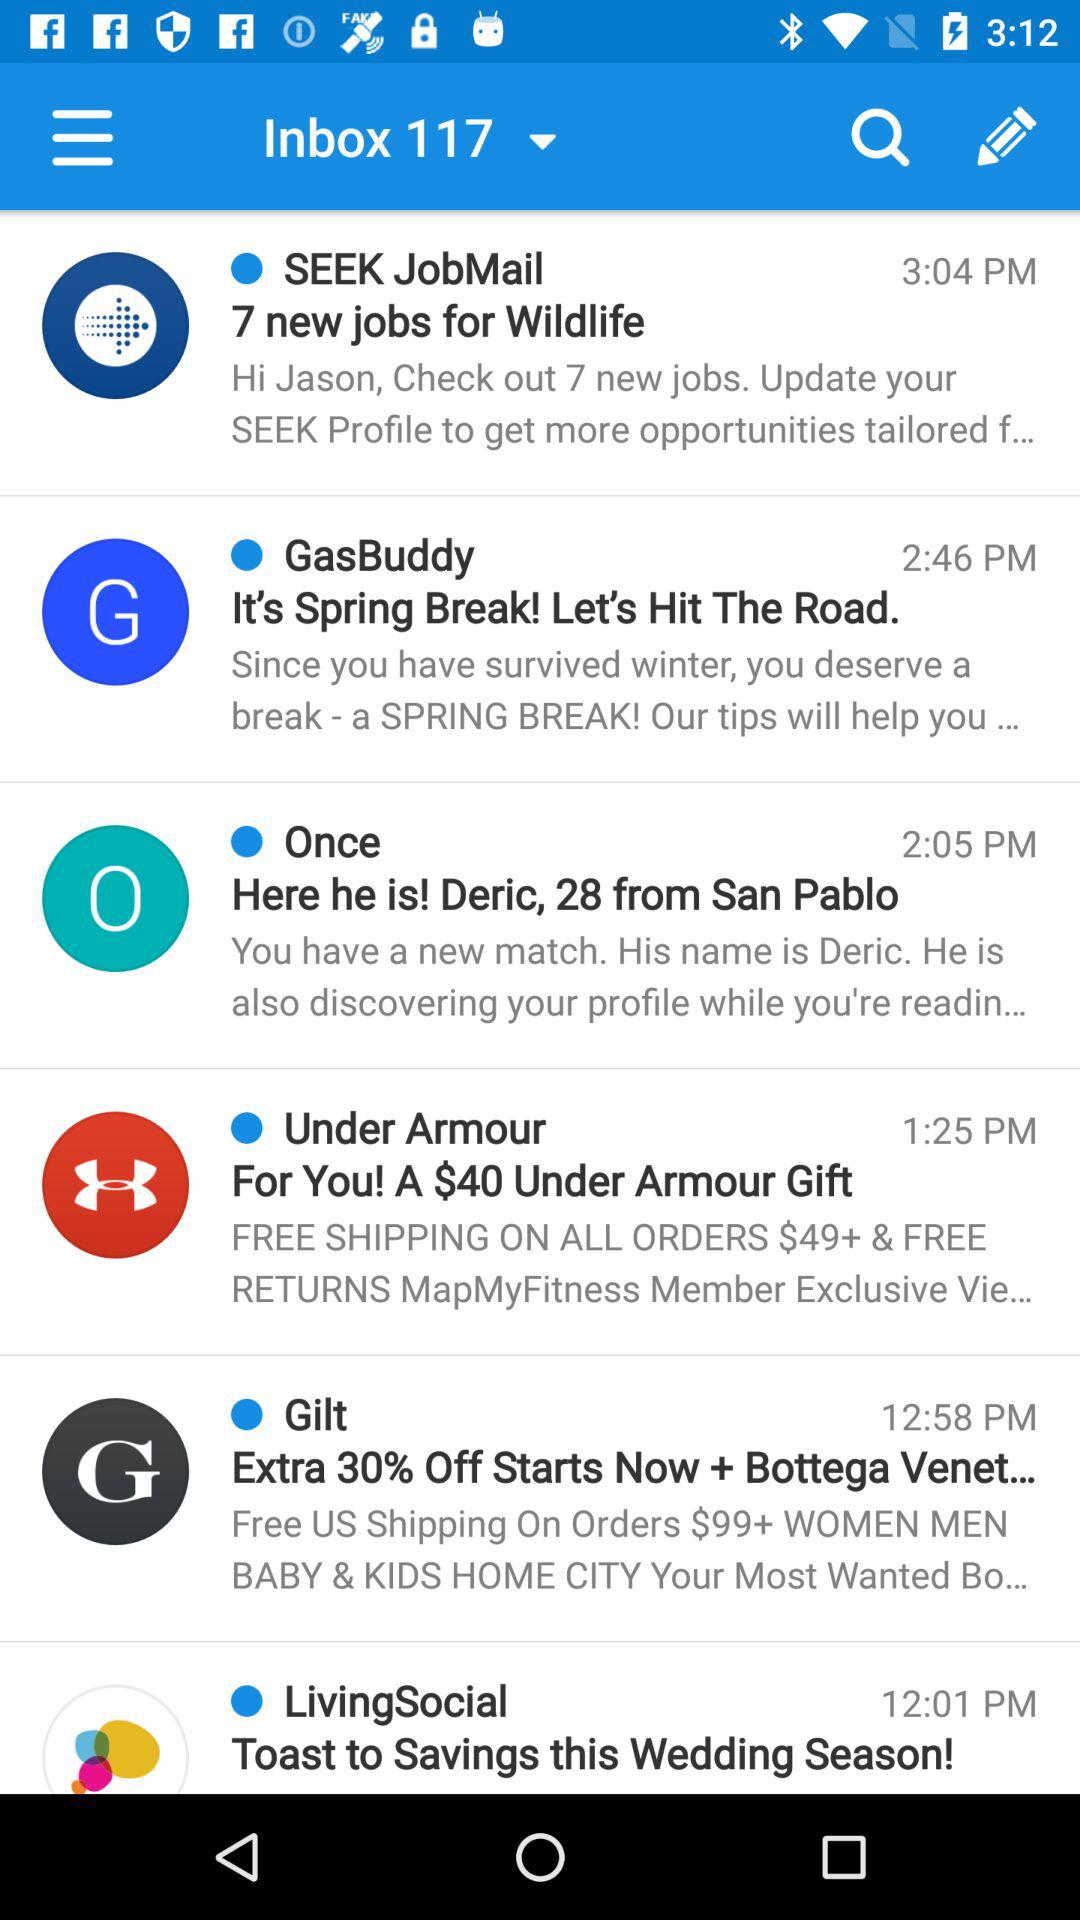 FAKE
3:12
Inbox 117
SEEK JobMail
3:04 PM
7 new jobs for Wildlife
Hi Jason, Check out 7 new jobs. Update your
SEEK Profile to get more opportunities tailored f...
G
GasBuddy
2:46 PM
It’s Spring Break! Let’s Hit The Road.
Since you have survived winter, you deserve a
break - a SPRING BREAK! Our tips will help you ...
O
Once
2:05 PM
Here he is! Deric, 28 from San Pablo
You have a new match. His name is Deric. He is
also discovering your profile while you're readin...
Under Armour
1:25 PM
For You! A $40 Under Armour Gift
FREE SHIPPING ON ALL ORDERS $49+ & FREE
RETURNS MapMyFitness Member Exclusive Vie...
G
Gilt
12:58 PM
Extra 30% Off Starts Now + Bottega Venet...
Free US Shipping On Orders $99+ WOMEN MEN
BABY & KIDS HOME CITY Your Most Wanted Bo...
LivingSocial
12:01 PM
Toast to Savings this Wedding Season!